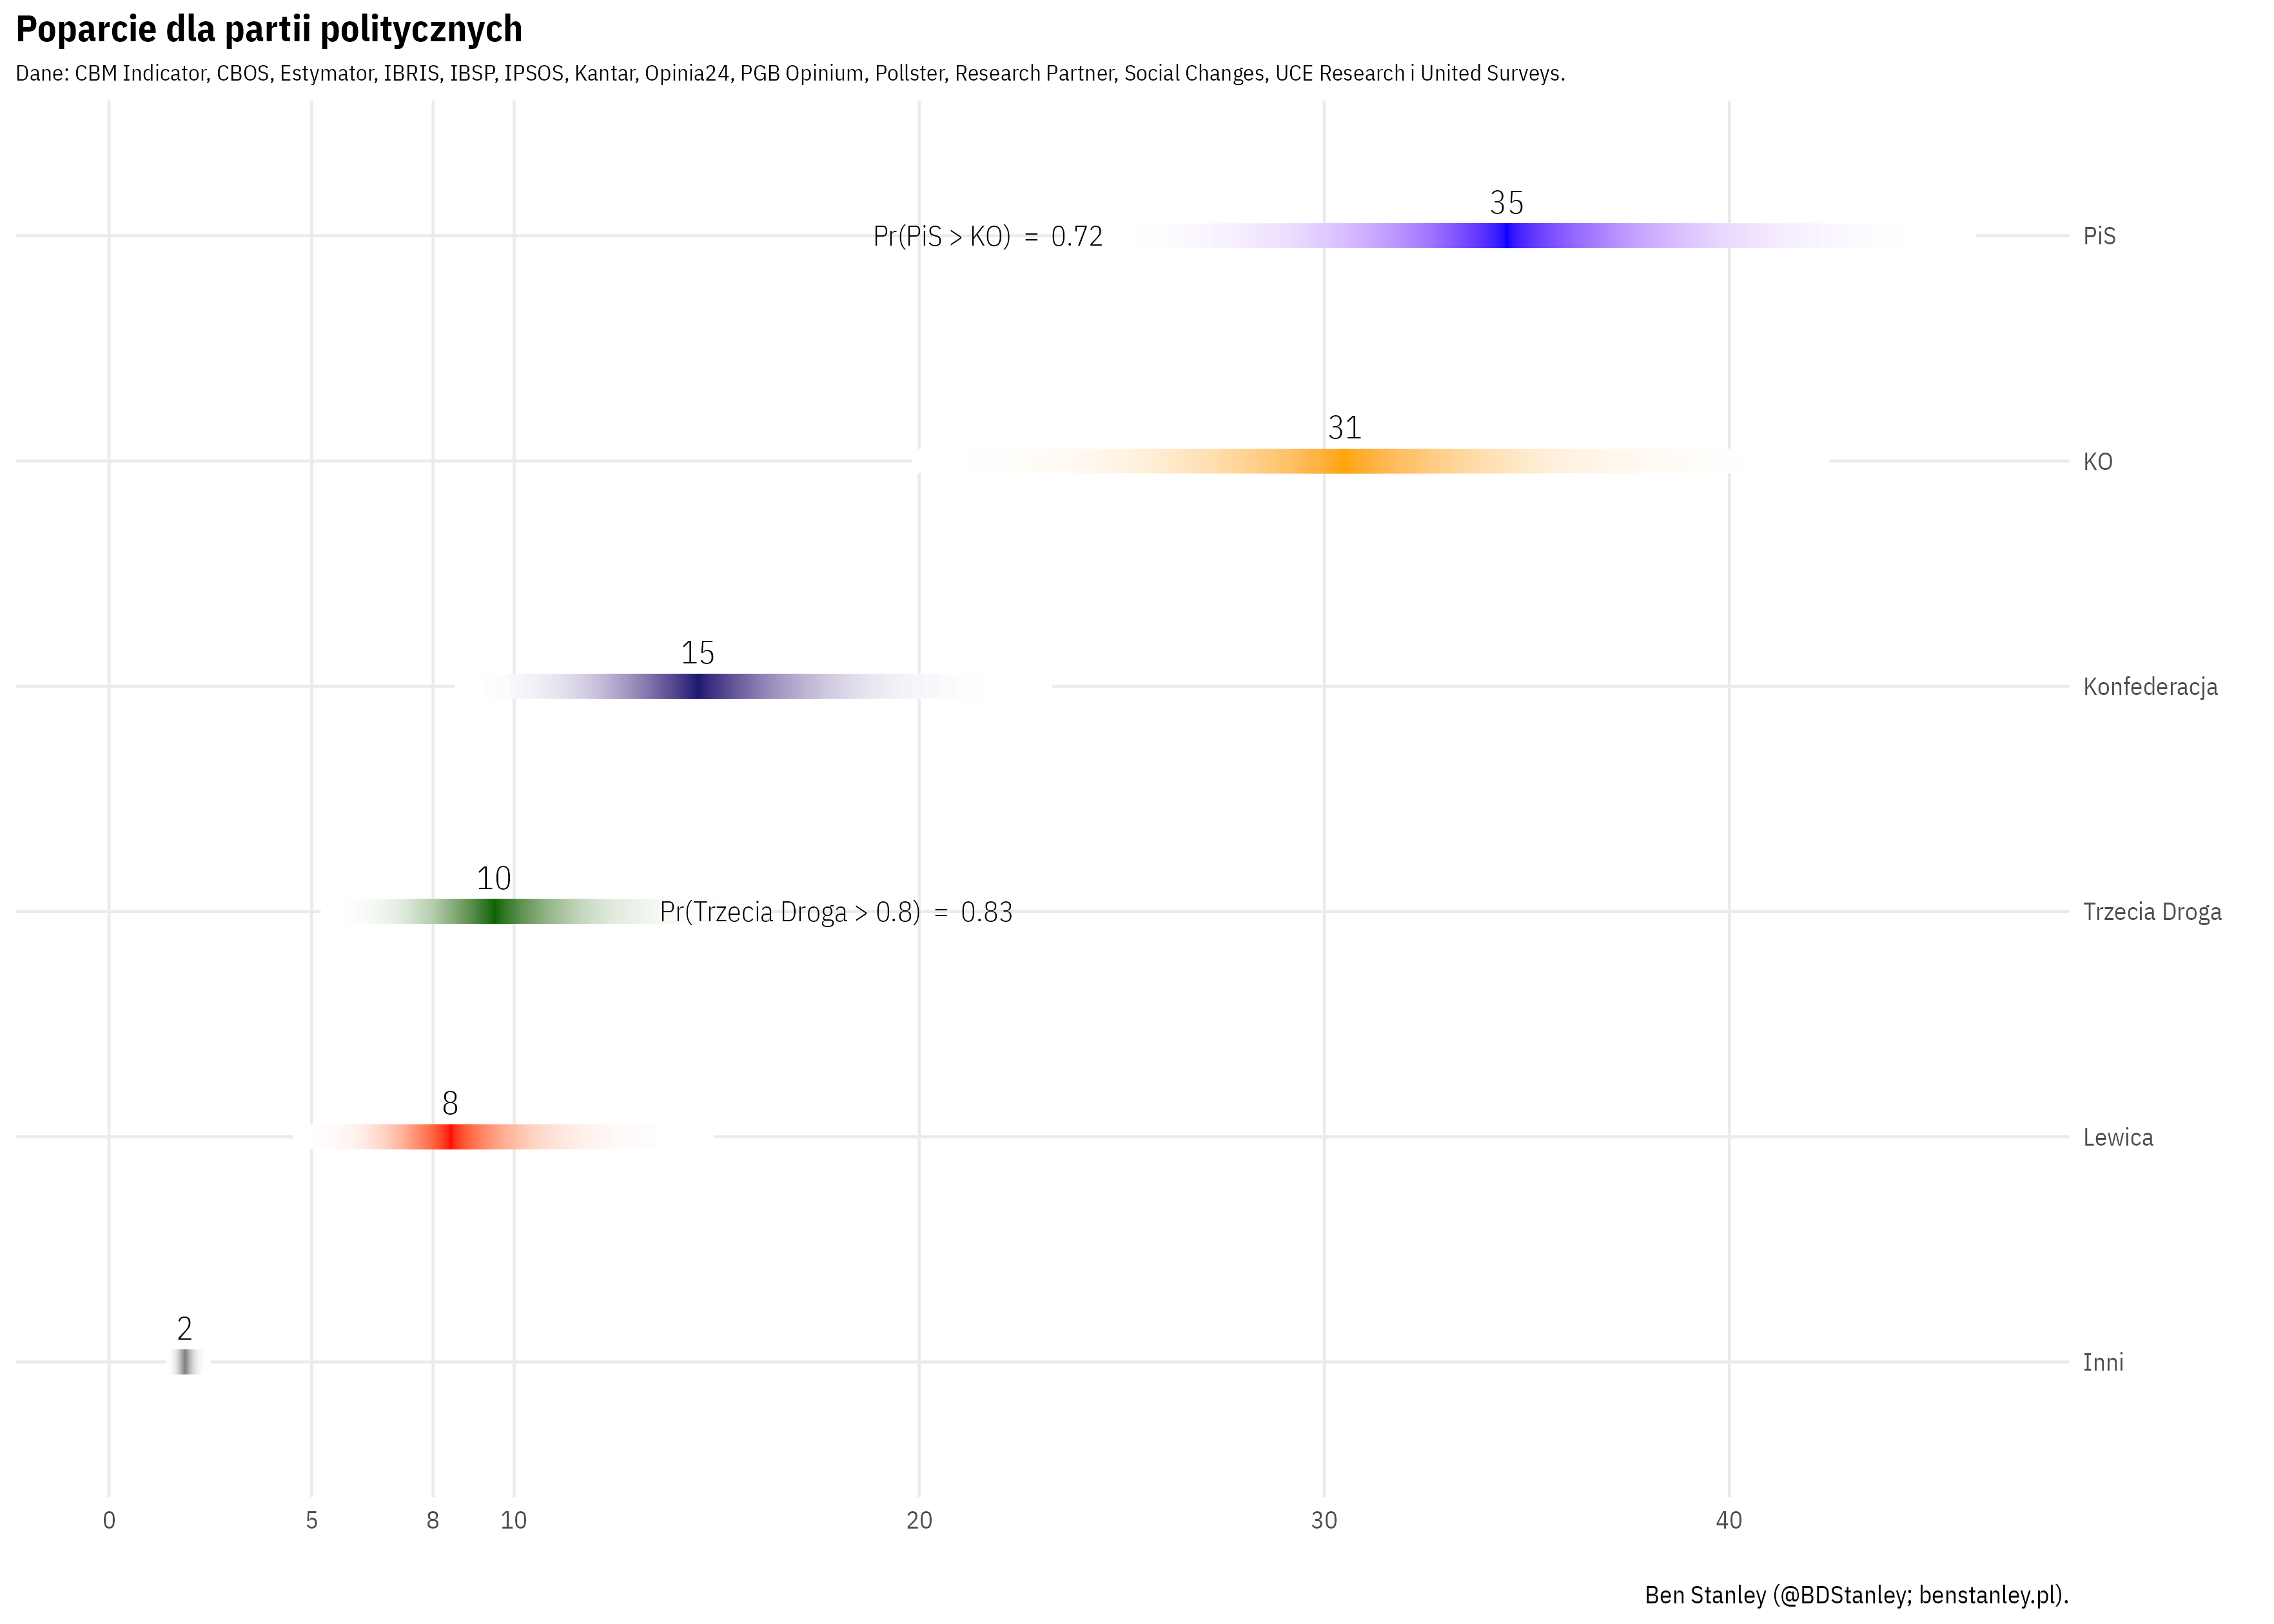 Poparcie dla partii politycznych
Dane: CBM Indicator, CBOS, Estymator, IBRIS, IBSP, IPSOS, Kantar, Opinia24, PGB Opinium, Pollster, Research Partner, Social Changes, UCE Research i United Surveys.
35
Pr(PiS > KO) = 0.72
PiS
31
KO
15
Konfederacja
10
Pr(Trzecia Droga > 0.8) = 0.83
Trzecia Droga
8
Lewica
2
Inni
0 5 8 10 20 30 40
Ben Stanley (@BDStanley; benstanley.pl).